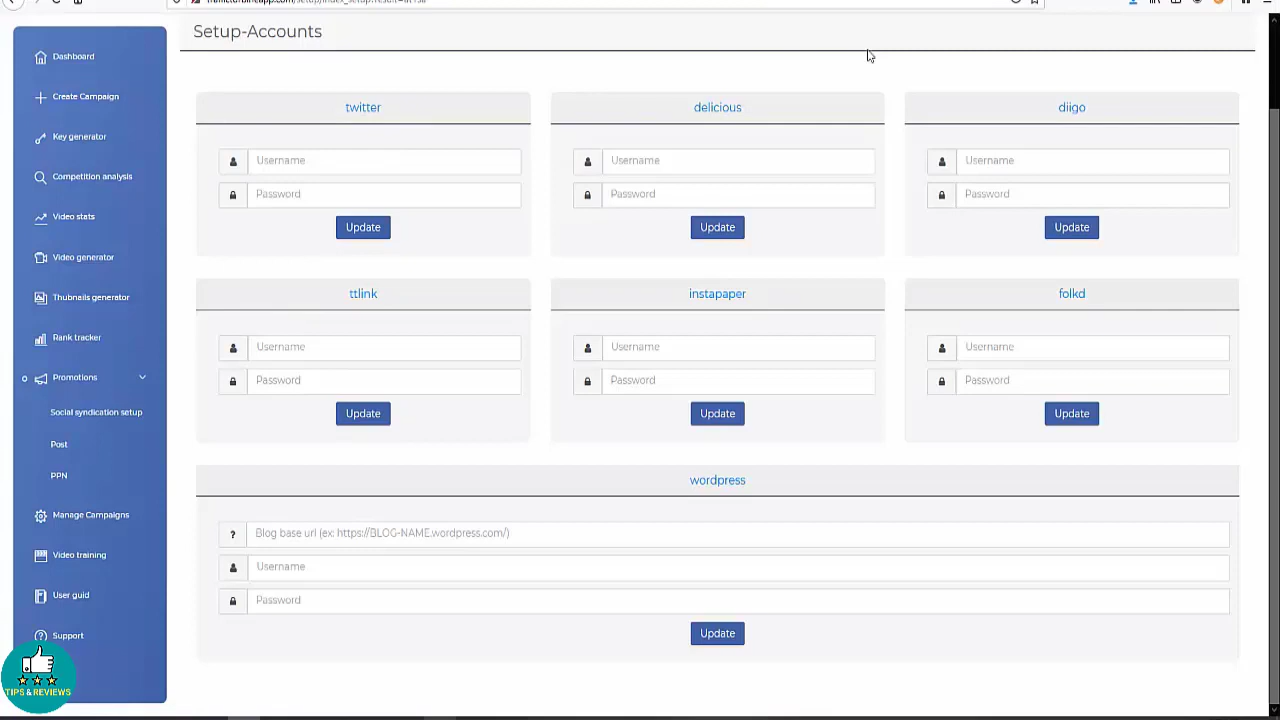 Setup-Accounts
Dashboard
Create Campaign
Key generator
Competition analysis
Video stats
Video generator
Thubnails generator
Rank tracker
Promotions
Social syndication setup
Post
PPN
Manage Campaigns
Video training
User guid
Support
TIPS & REVIEWS
twitter
Username
Password
Update
delicious
Username
Password
Update
diigo
Username
Password
Update
ttlink
Username
Password
Update
instapaper
Username
Password
Update
folkd
Username
Password
Update
wordpress
? Blog base url (ex: https://BLOG-NAME.wordpress.com/)
Username
Password
Update